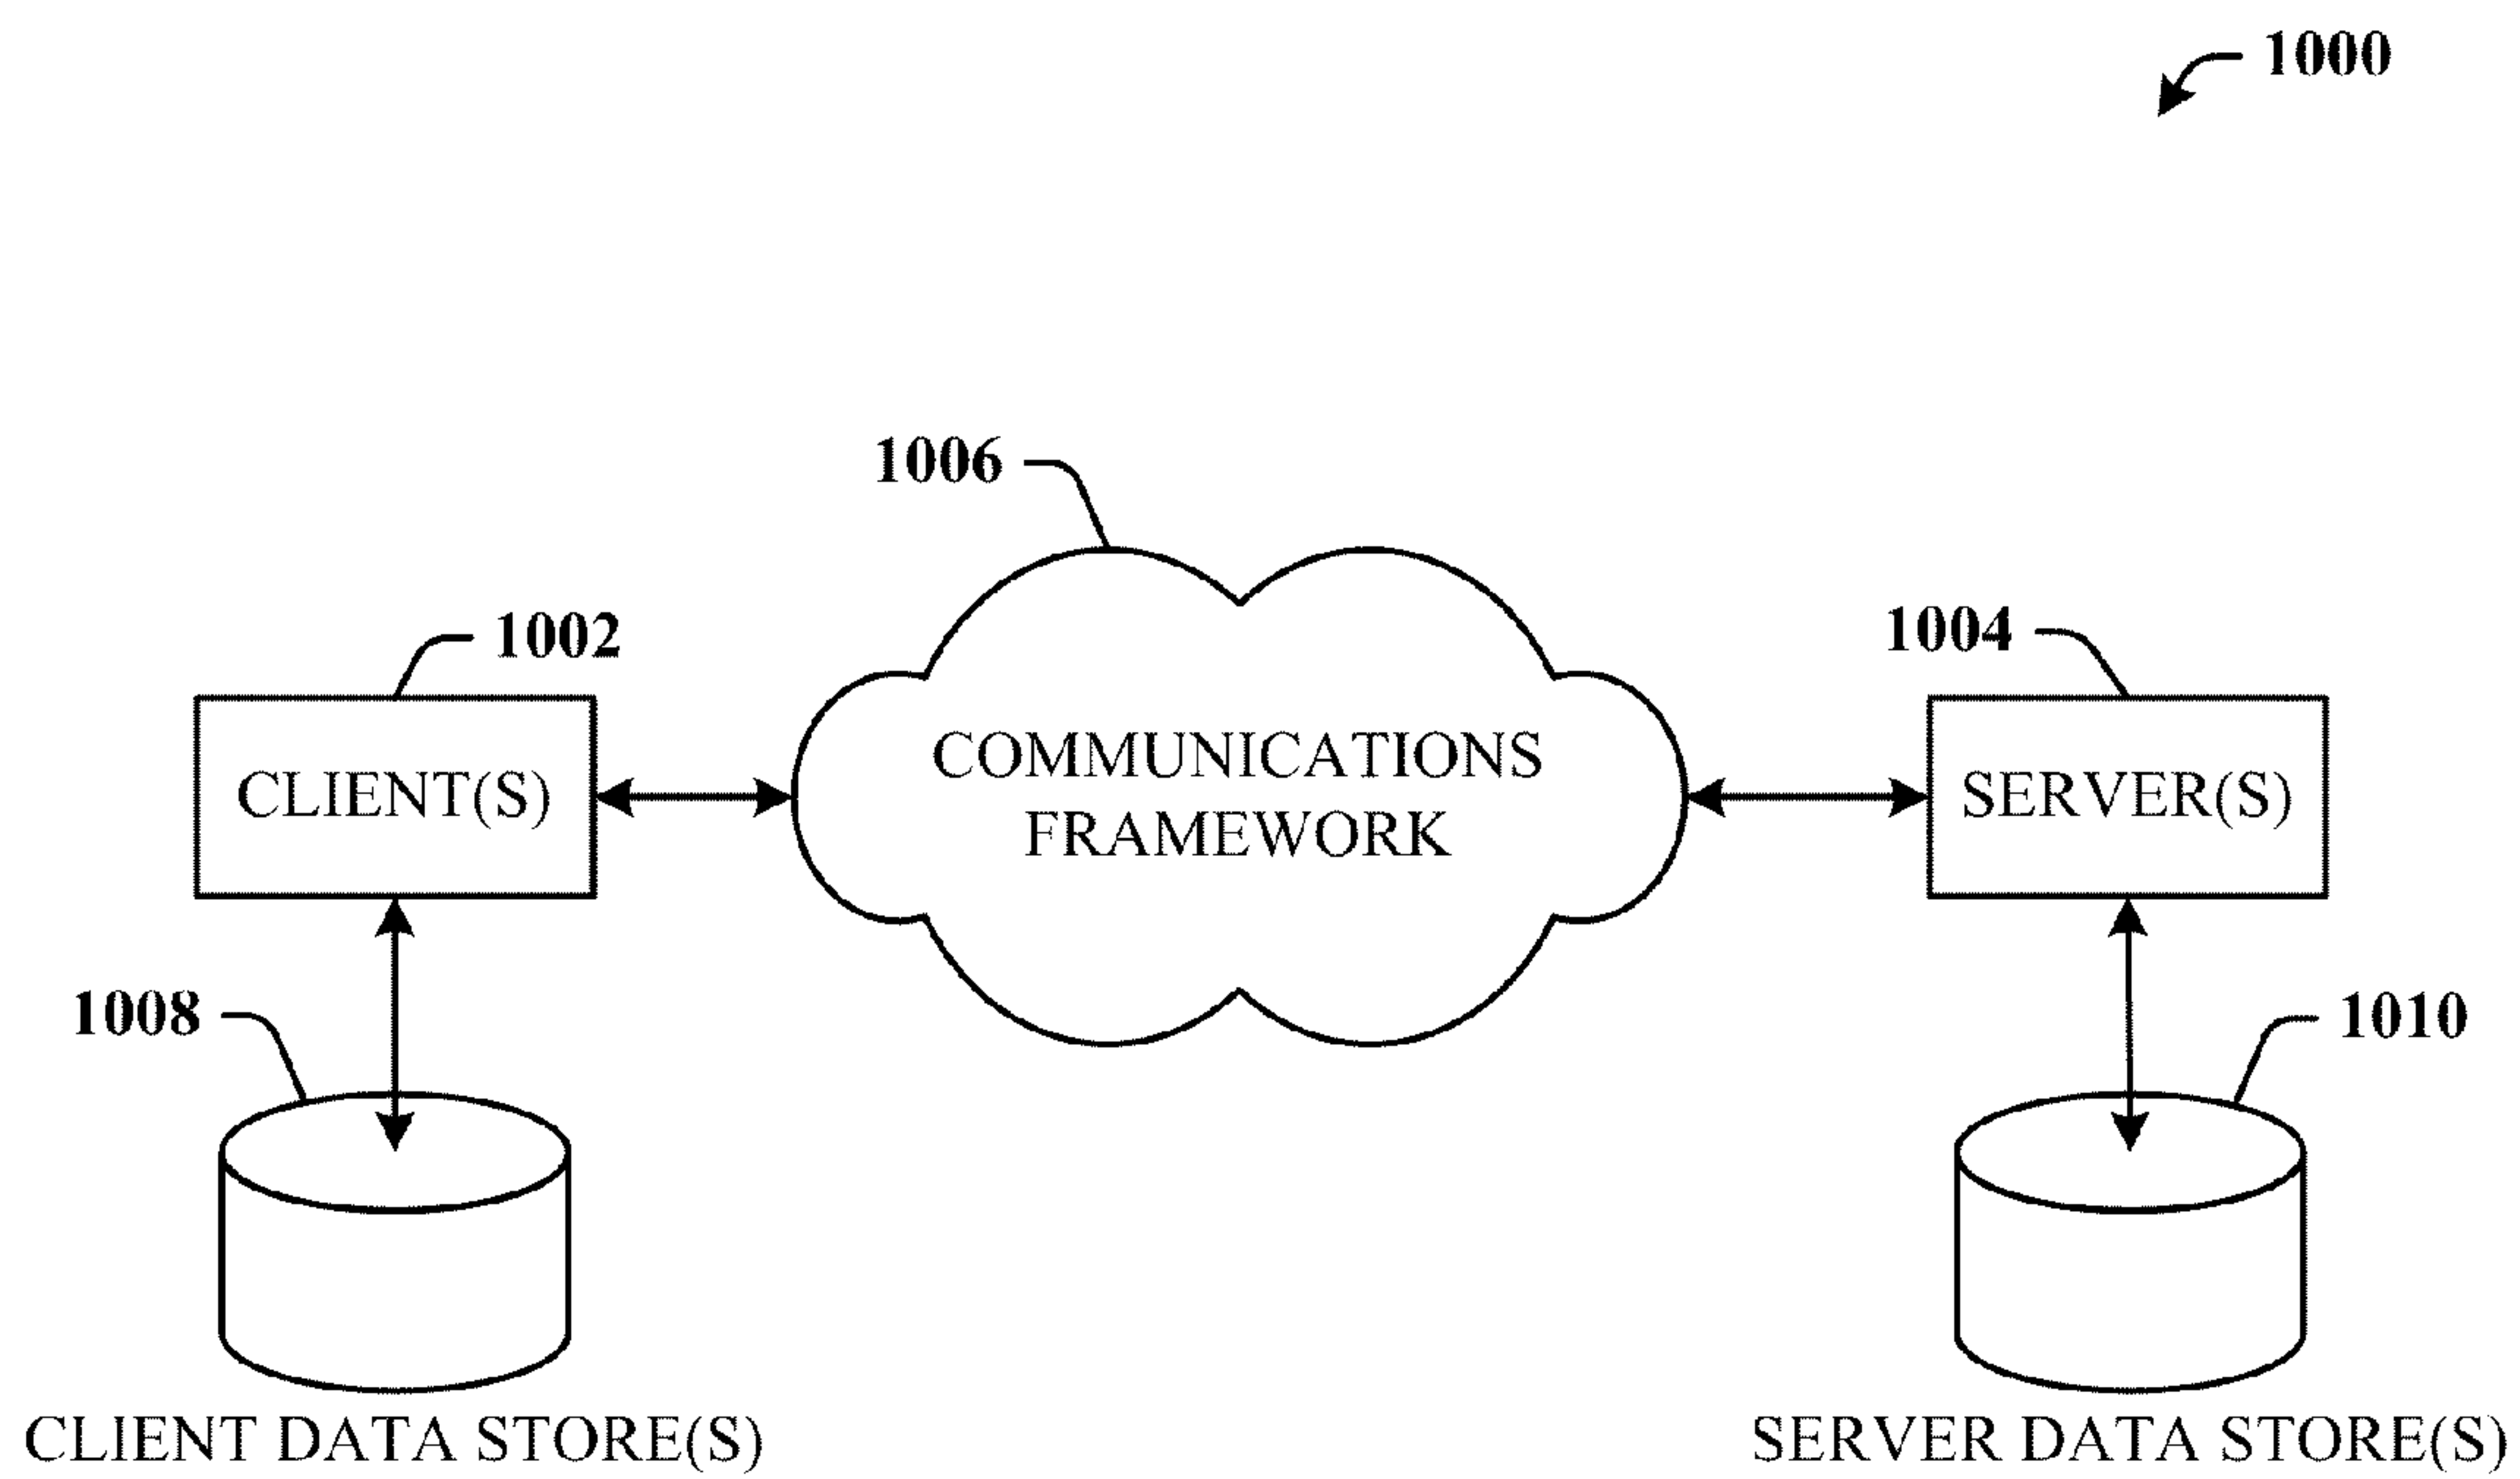 1000
1006
1002
1004
CLIENT(S)
COMMUNICATIONS
FRAMEWORK
SERVER(S)
1008
1010
CLIENT DATA STORE(S)
SERVER DATA STORE(S)